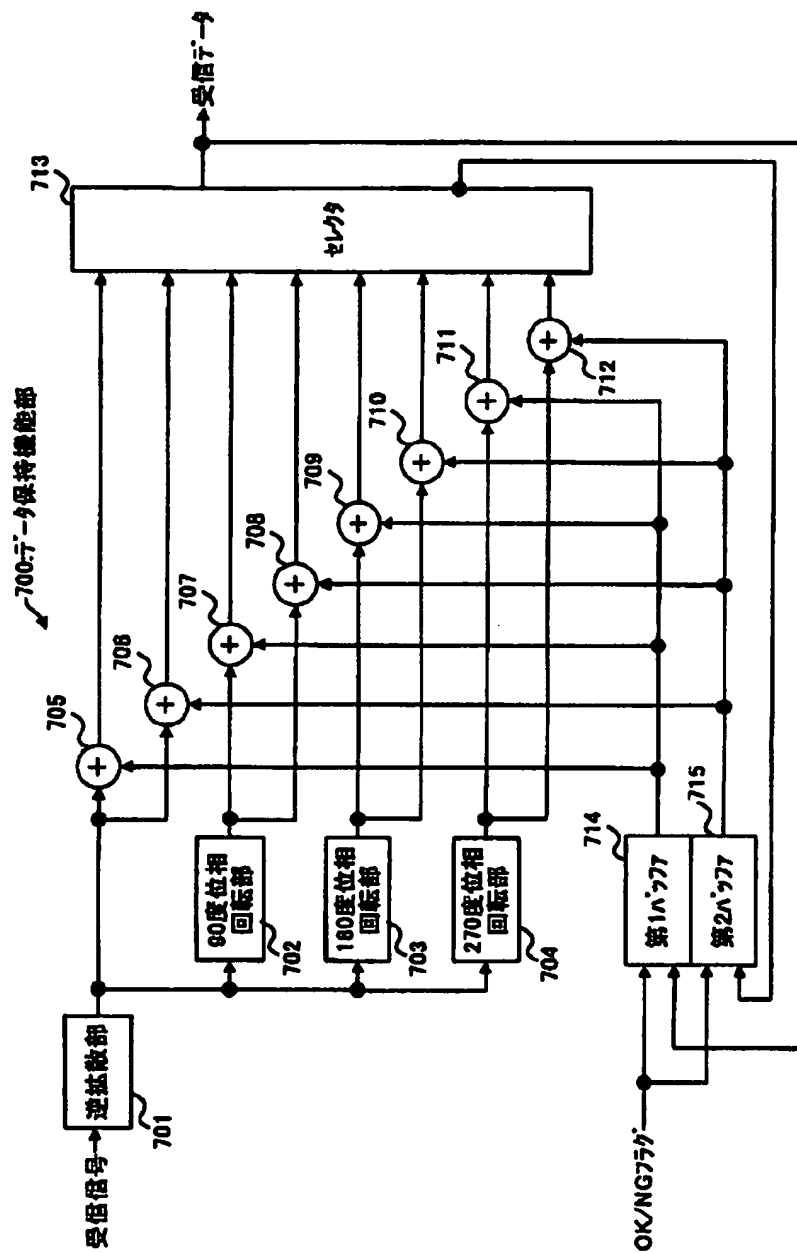 700:データ保持機能部
受信信号
逆拡散部
701
90度位相
回転部
702
180度位相
回転部
703
270度位相
回転部
704
705
708
707
708
709
710
711
712
セレクタ
713
受信データ
OK/NGフラグ
第1バッファ
714
第2バッファ
715